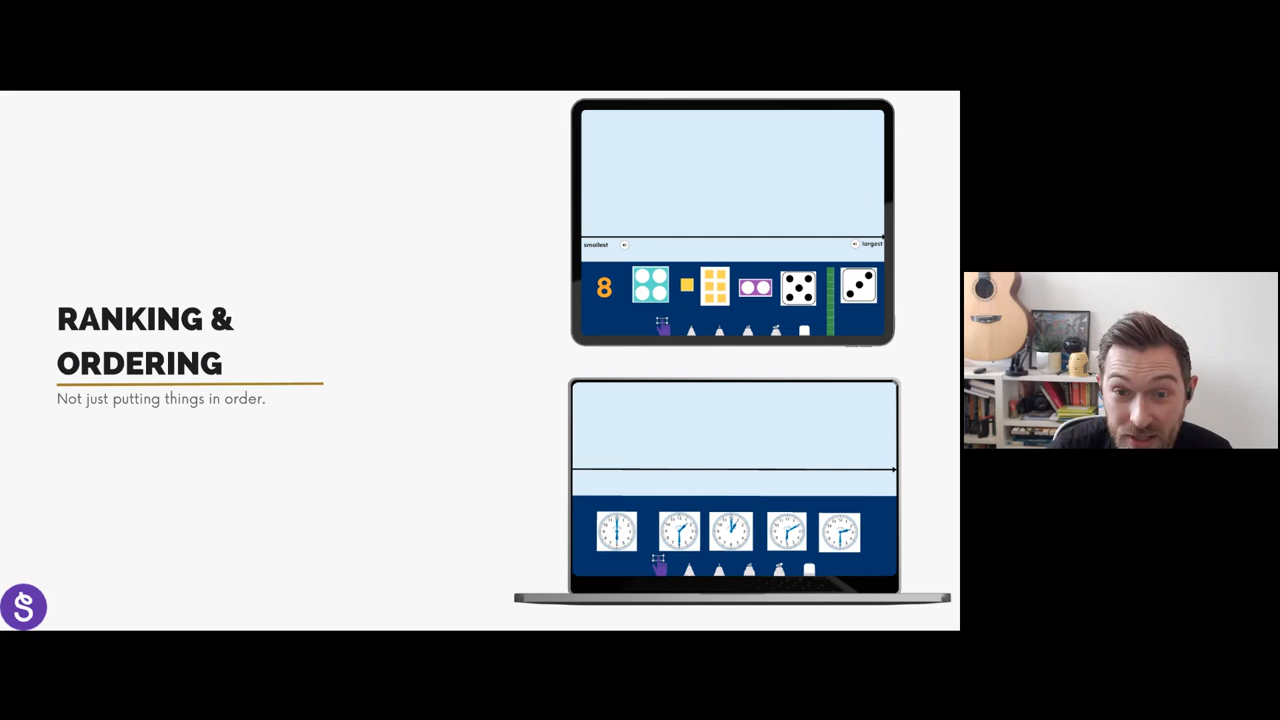 RANKING &
ORDERING
Not just putting things in order.
smallest
largest
8
S